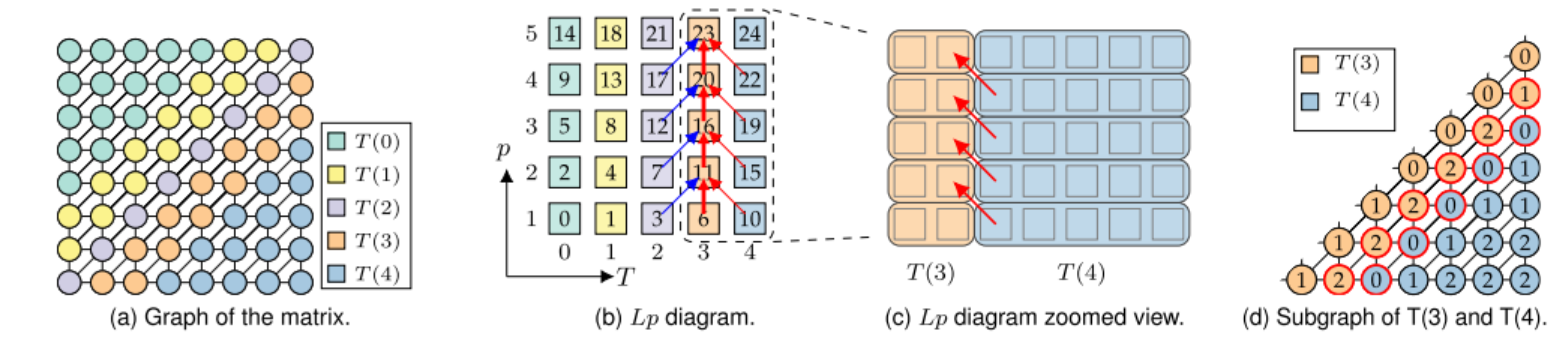 T(0)
T(1)
T(2)
T(3)
T(4)
(a) Graph of the matrix.
5 14 18 21 23 24
4 9 13 17 20 22
3 5 8 12 16 19
p
2 2 4 7 11 15
1 0 1 3 6 10
0 1 2 3 4
T
(b) Lp diagram.
T(3) T(4)
(c) Lp diagram zoomed view.
T(3)
T(4)
0
0 1
0 2 0
0 2 0 1
1 2 0 1 1
1 2 0 1 2 2
1 2 0 1 2 2 2
(d) Subgraph of T(3) and T(4).